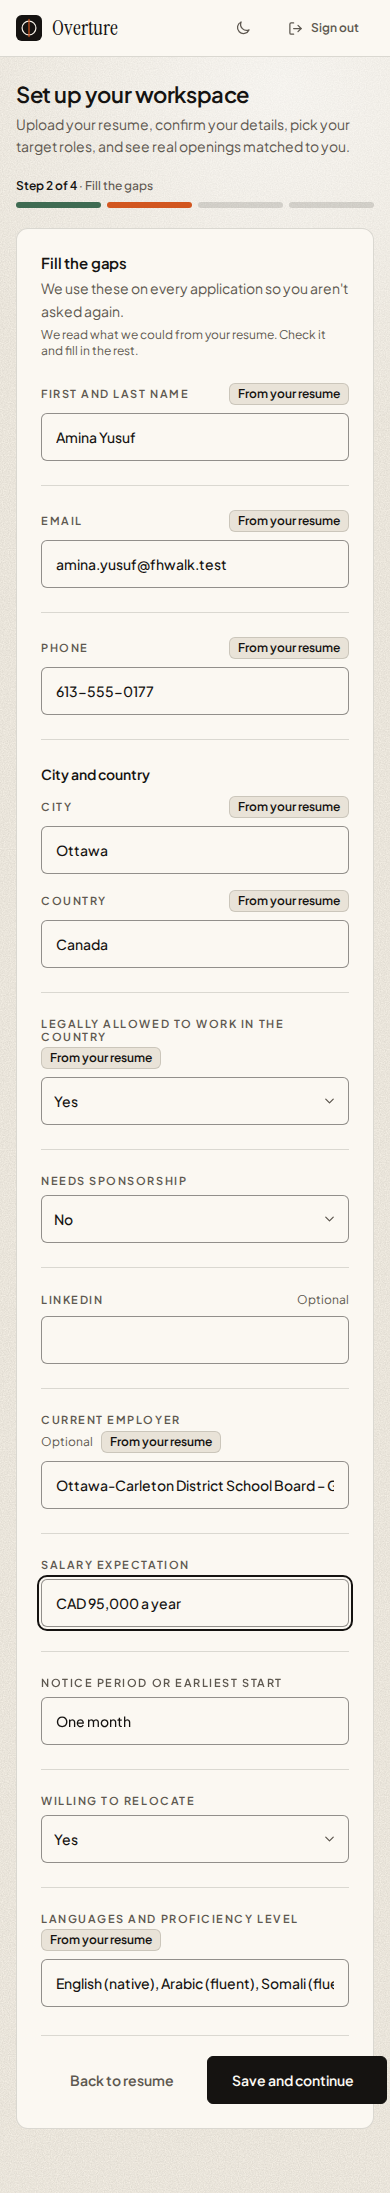 Overture
Sign out
Set up your workspace
Upload your resume, confirm your details, pick your
target roles, and see real openings matched to you.
Step 2 of 4 · Fill the gaps
Fill the gaps
We use these on every application so you aren't
asked again.
We read what we could from your resume. Check it
and fill in the rest.
FIRST AND LAST NAME
From your resume
Amina Yusuf
EMAIL
From your resume
amina.yusuf@fhwalk.test
PHONE
From your resume
613-555-0177
City and country
CITY
From your resume
Ottawa
COUNTRY
From your resume
Canada
LEGALLY ALLOWED TO WORK IN THE
COUNTRY
From your resume
Yes
NEEDS SPONSORSHIP
No
LINKEDIN
Optional
CURRENT EMPLOYER
Optional
From your resume
Ottawa-Carleton District School Board –
SALARY EXPECTATION
CAD 95,000 a year
NOTICE PERIOD OR EARLIEST START
One month
WILLING TO RELOCATE
Yes
LANGUAGES AND PROFICIENCY LEVEL
From your resume
English (native), Arabic (fluent), Somali
Back to resume
Save and continue